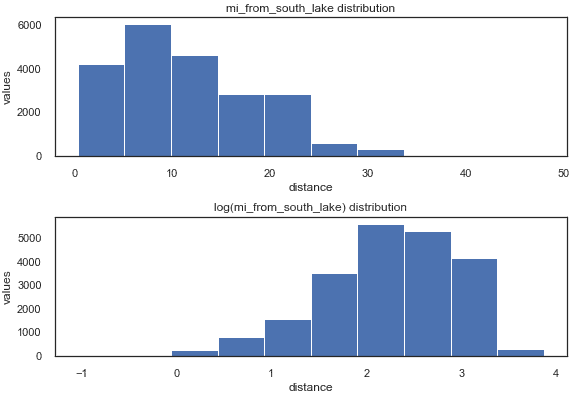 mi_from_south_lake distribution
6000
4000
2000
0
values
0 10 20 30 40 50
distance
log(mi_from_south_lake) distribution
5000
4000
3000
2000
1000
0
values
−1 0 1 2 3 4
distance